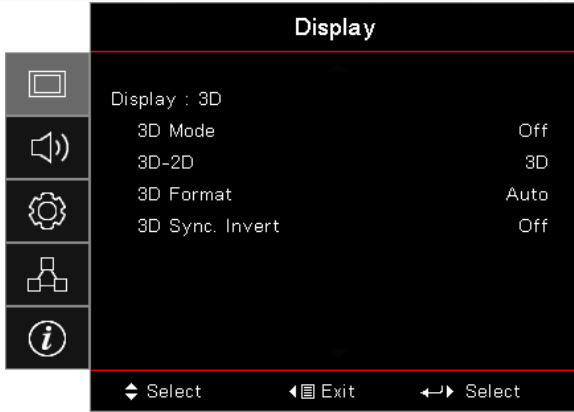 Display
Display : 3D
3D Mode Off
3D-2D 3D
3D Format Auto
3D Sync. Invert Off
Select Exit Select